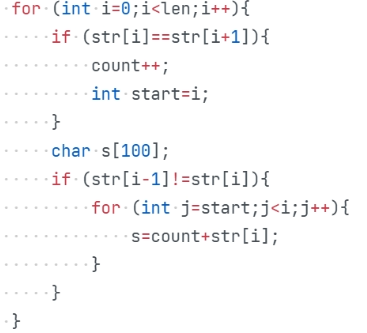 for (int i=0;i<len;i++){
     if (str[i]==str[i+1]){
         count++;
         int start=i;
     }
     char s[100];
     if (str[i-1]!=str[i]){
         for (int j=start;j<i;j++){
             s=count+str[i];
         }
     }
}